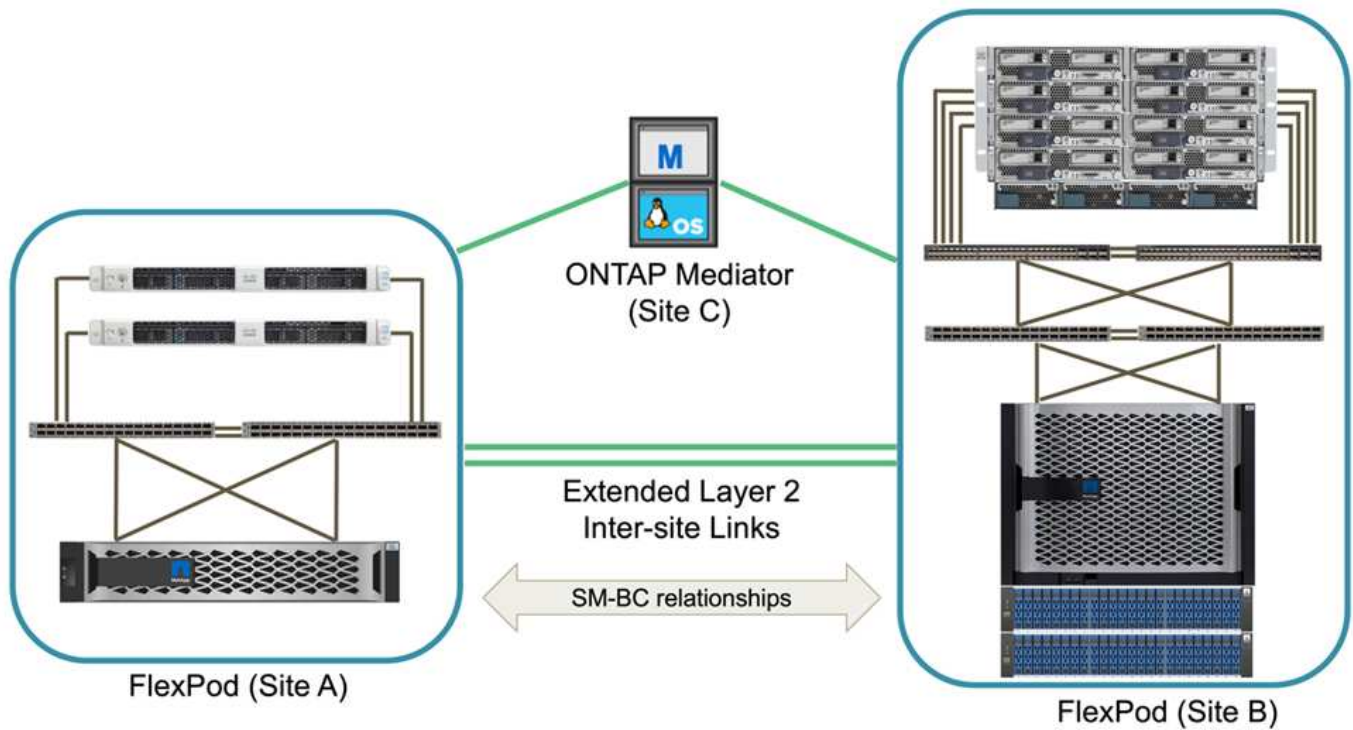 M
OS
ONTAP Mediator
(Site C)
Extended Layer 2
Inter-site Links
SM-BC relationships
FlexPod (Site A)
FlexPod (Site B)